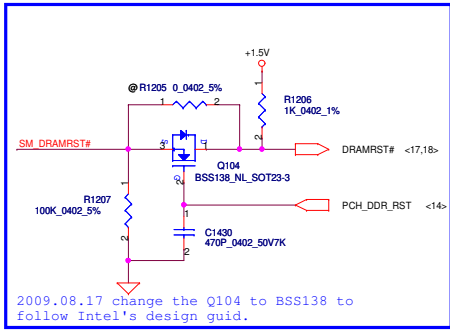 +1.5V
@ R1205 0_0402_5%
1 2
1
R1206
1K_0402_1%
2
SM_DRAMRST#
3 S D 1
DRAMRST# <17,18>
Q104
BSS138_NL_SOT23-3
G
2
1
R1207
100K_0402_5%
2
PCH_DDR_RST <14>
1
C1430
470P_0402_50V7K
2
2009.08.17 change the Q104 to BSS138 to
follow Intel's design guid.